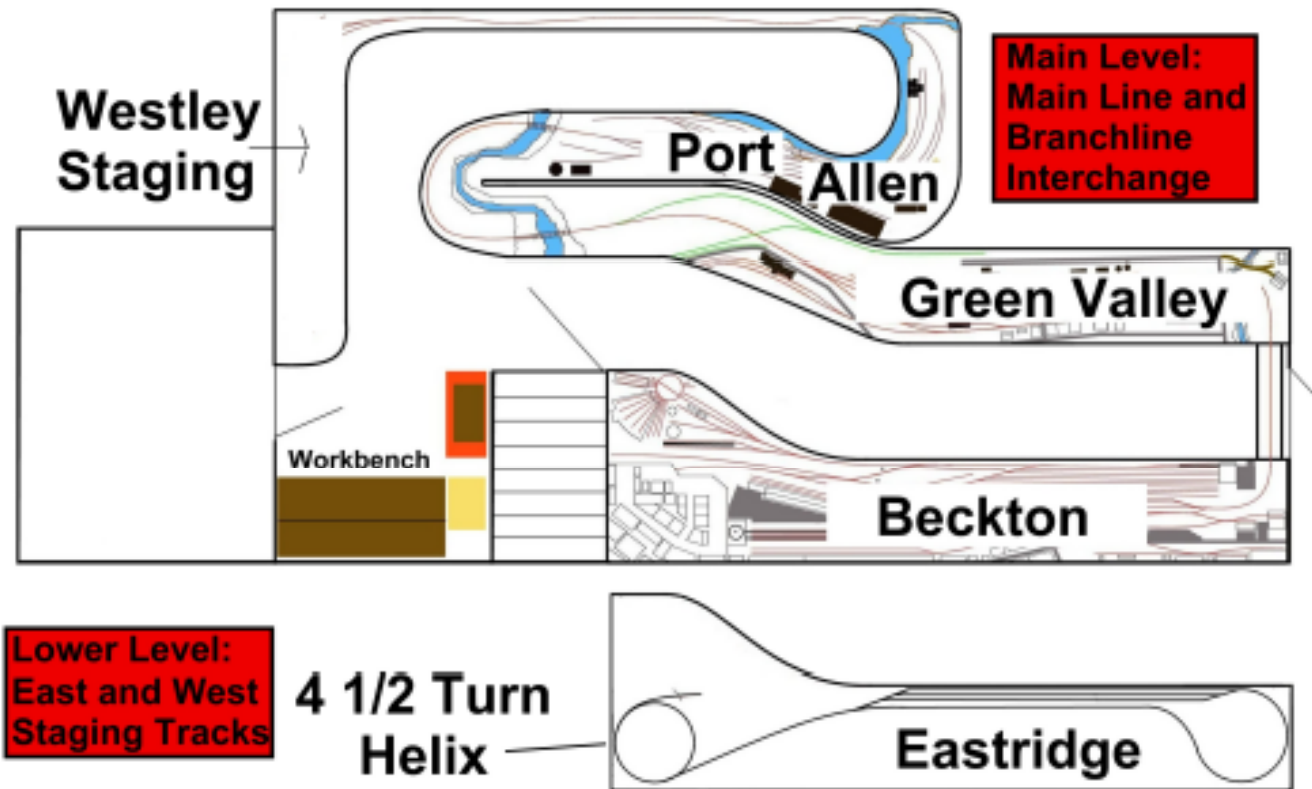 Westley
Staging
Main Level:
Main Line and
Branchline
Interchange
Port
Allen
Green Valley
Workbench
Beckton
Lower Level:
East and West
Staging Tracks
4 1/2 Turn
Helix
Eastridge